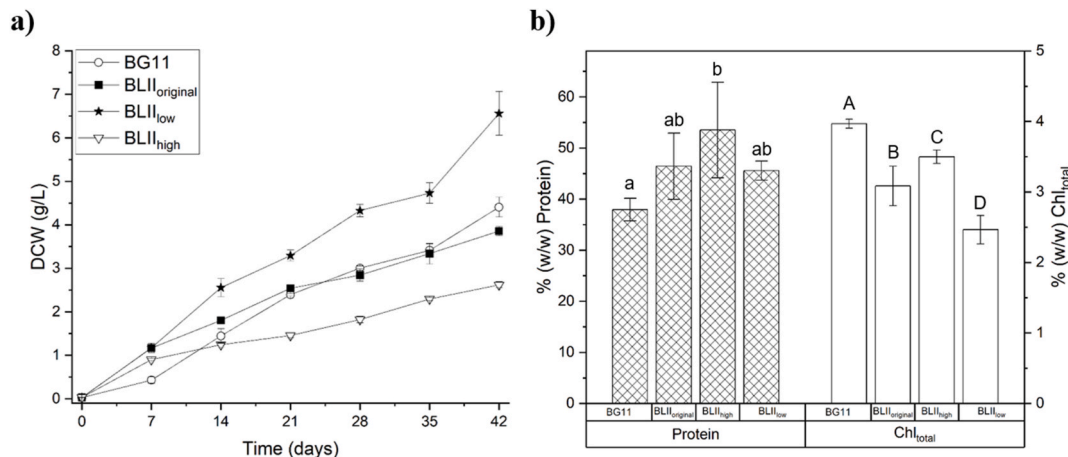 a)
8
7
6
5
4
3
2
1
0
DCW (g/L)
BG11
BLII_original
BLII_low
BLII_high
0 7 14 21 28 35 42
Time (days)
b)
60
50
40
30
20
10
0
% (w/w) Protein
a ab b ab A B C D
5
4
3
2
1
0
% (w/w) Chl_total
BG11 BLII_original BLII_high BLII_low BG11 BLII_original BLII_high BLII_low
Protein Chl_total